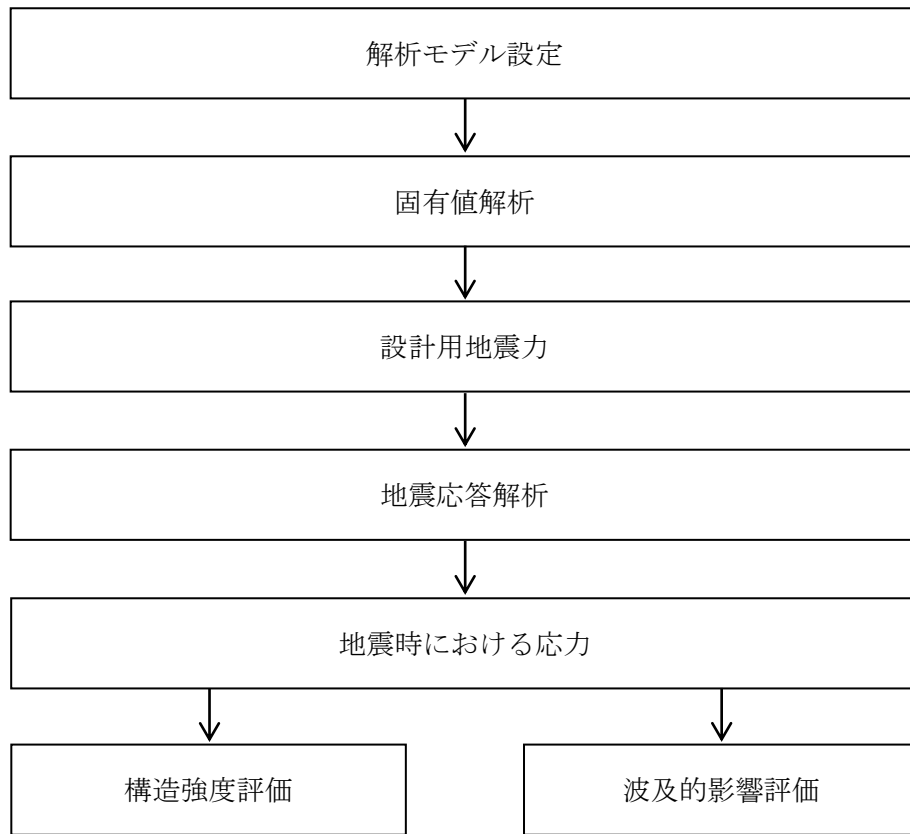 解析モデル設定
固有値解析
設計用地震力
地震応答解析
地震時における応力
構造強度評価
波及的影響評価